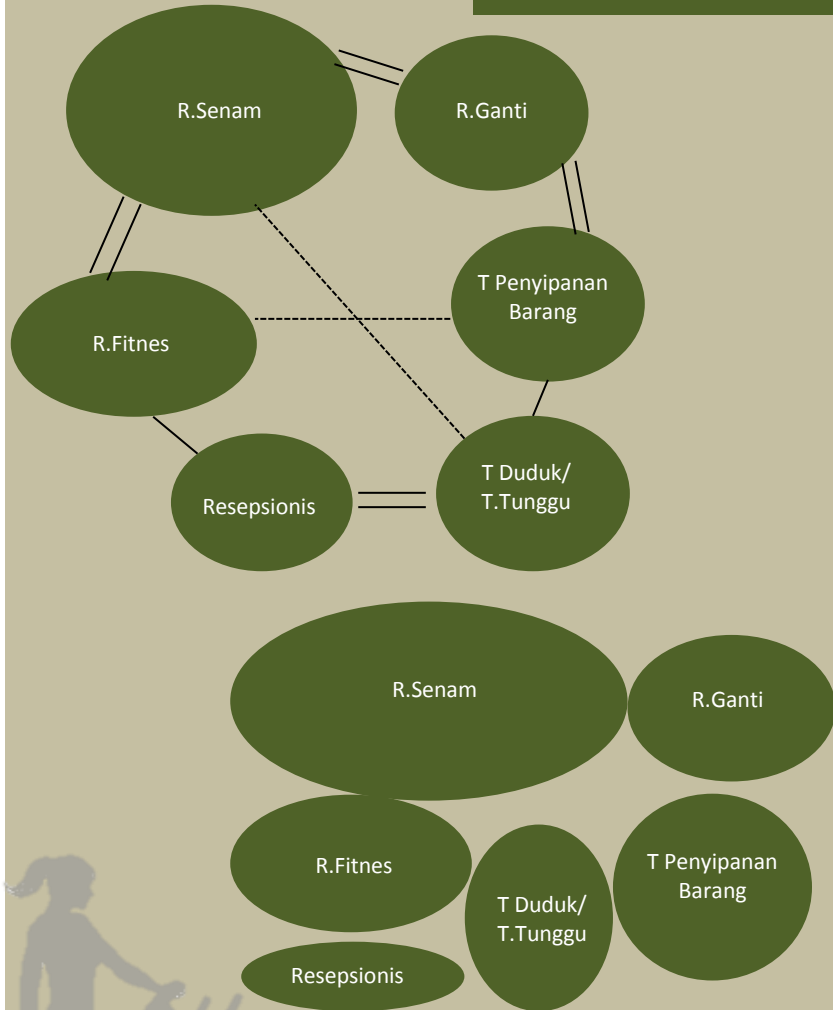 R.Senam
R.Ganti
T Penyipanan
Barang
R.Fitnes
T Duduk/
T.Tunggu
Resepsionis
R.Senam
R.Ganti
R.Fitnes
T Penyipanan
Barang
T Duduk/
T.Tunggu
Resepsionis